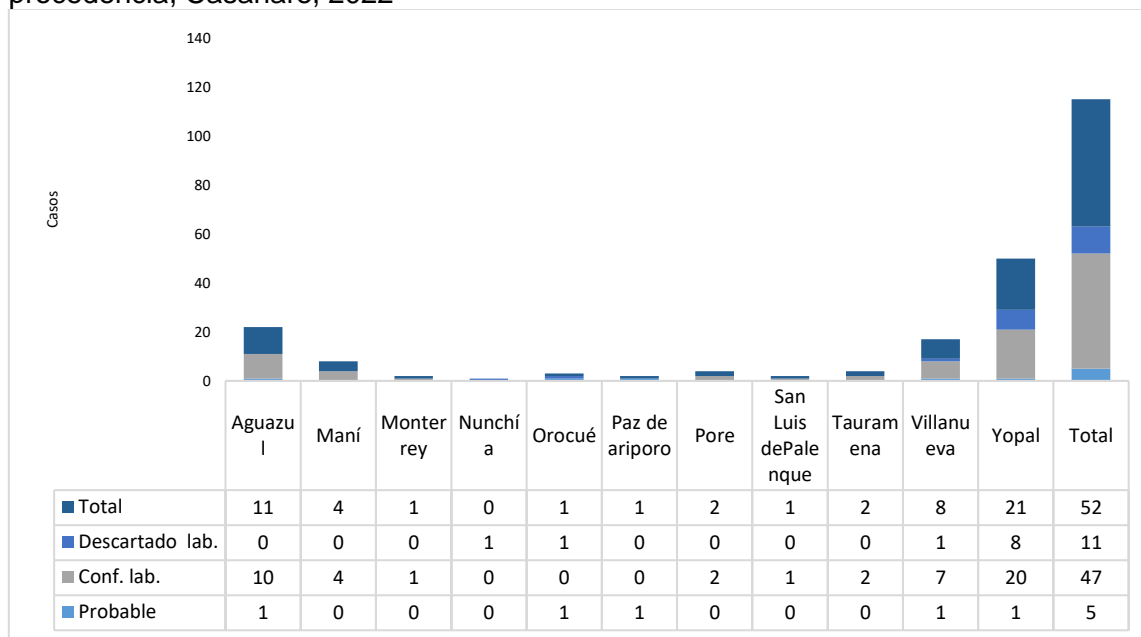 procedencia, Casanare, 2022
140
120
100
80
60
40
20
0
Casos
Aguazu
l
Maní
Monter
rey
Nunchí
a
Orocué
Paz de
ariporo
Pore
San
Luis
dePale
nque
Tauram
ena
Villanu
eva
Yopal
Total
Total 11 4 1 0 1 1 2 1 2 8 21 52
Descartado lab. 0 0 0 1 1 0 0 0 0 1 8 11
Conf. lab. 10 4 1 0 0 0 2 1 2 7 20 47
Probable 1 0 0 0 1 1 0 0 0 1 1 5